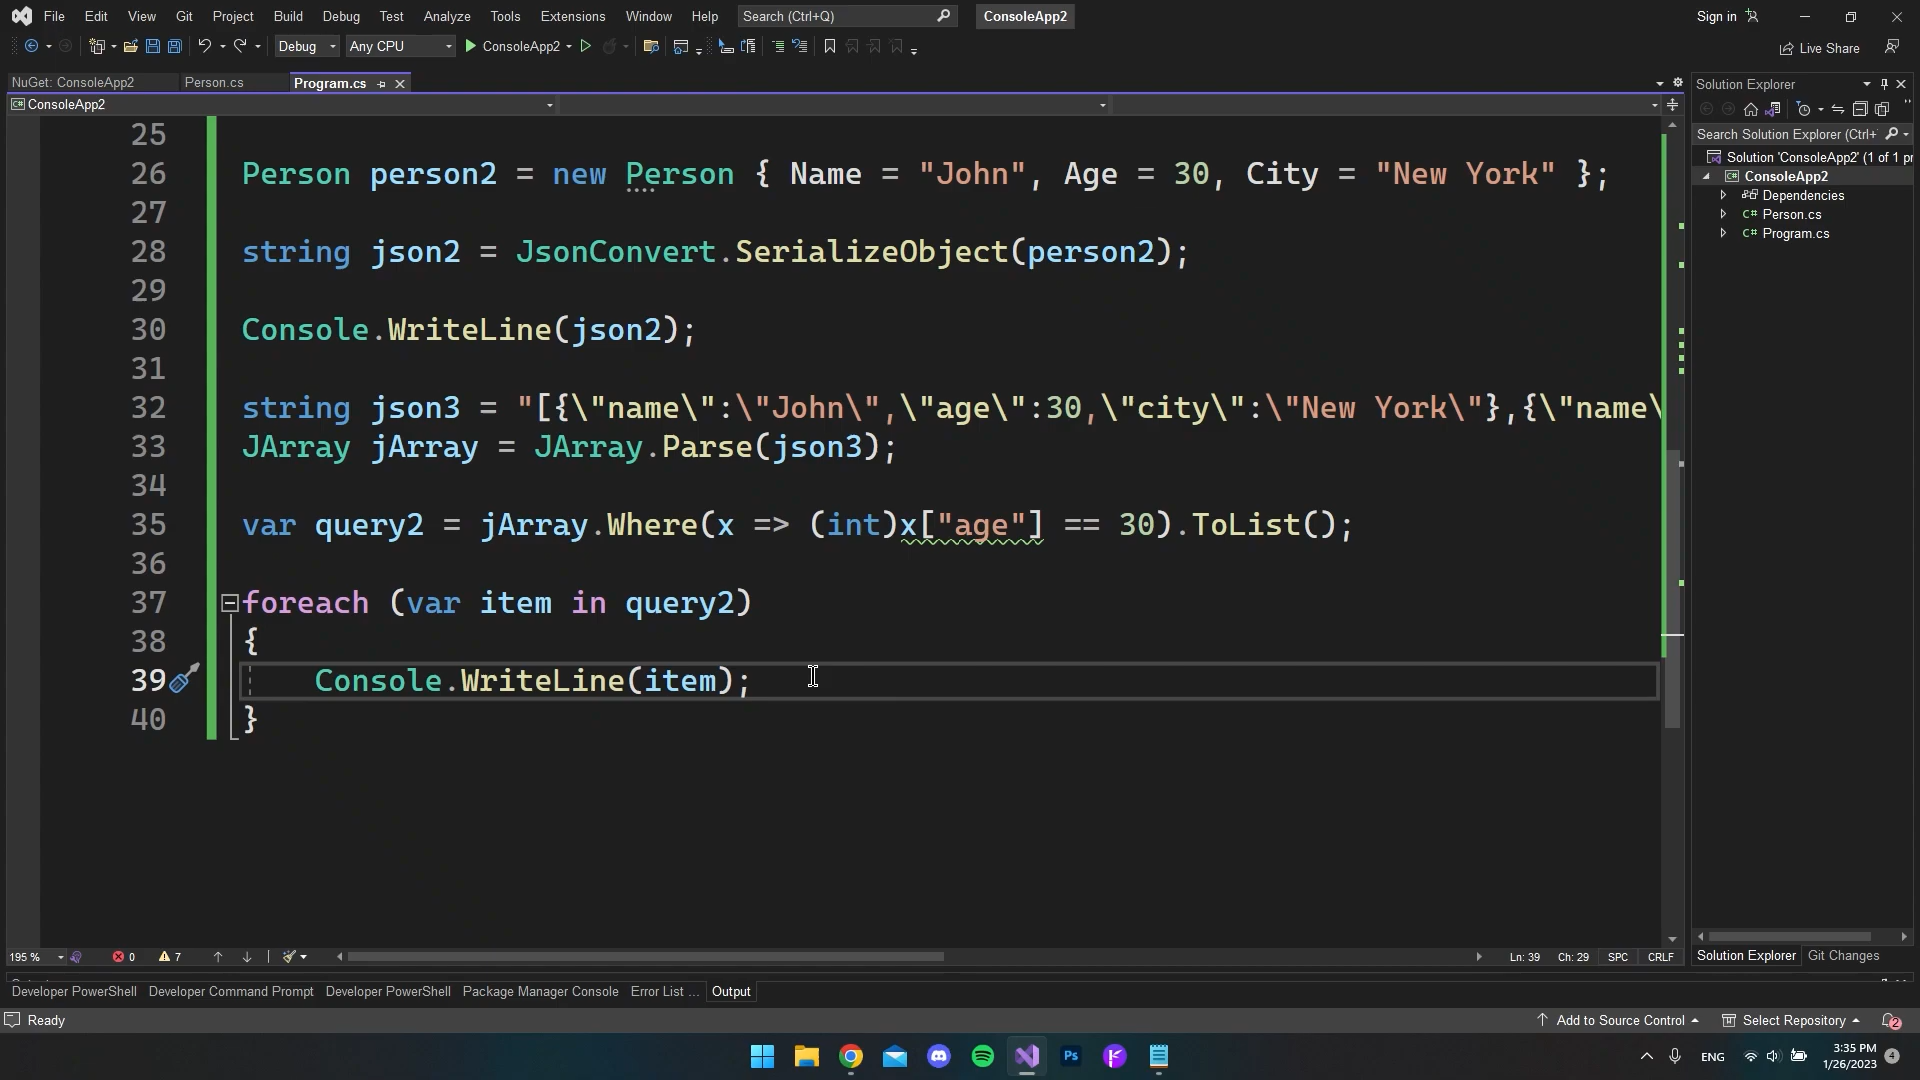 File Edit View Git Project Build Debug Test Analyze Tools Extensions Window Help Search (Ctrl+Q) ConsoleApp2 Sign in
Debug Any CPU ConsoleApp2 Live Share
NuGet: ConsoleApp2 Person.cs Program.cs
ConsoleApp2
25
26 Person person2 = new Person { Name = "John", Age = 30, City = "New York" };
27
28 string json2 = JsonConvert.SerializeObject(person2);
29
30 Console.WriteLine(json2);
31
32 string json3 = "[{\"name\":\"John\",\"age\":30,\"city\":\"New York\"},{\"name\
33 JArray jArray = JArray.Parse(json3);
34
35 var query2 = jArray.Where(x => (int)x["age"] == 30).ToList();
36
37 foreach (var item in query2)
38 {
39 Console.WriteLine(item);
40 }
Solution Explorer
Search Solution Explorer (Ctrl+
Solution 'ConsoleApp2' (1 of 1 pr
ConsoleApp2
Dependencies
C# Person.cs
C# Program.cs
195 % 0 7 Ln: 39 Ch: 29 SPC CRLF
Solution Explorer Git Changes
Developer PowerShell Developer Command Prompt Developer PowerShell Package Manager Console Error List ... Output
Ready Add to Source Control Select Repository 2
Ps ENG 3:35 PM 4
1/26/2023